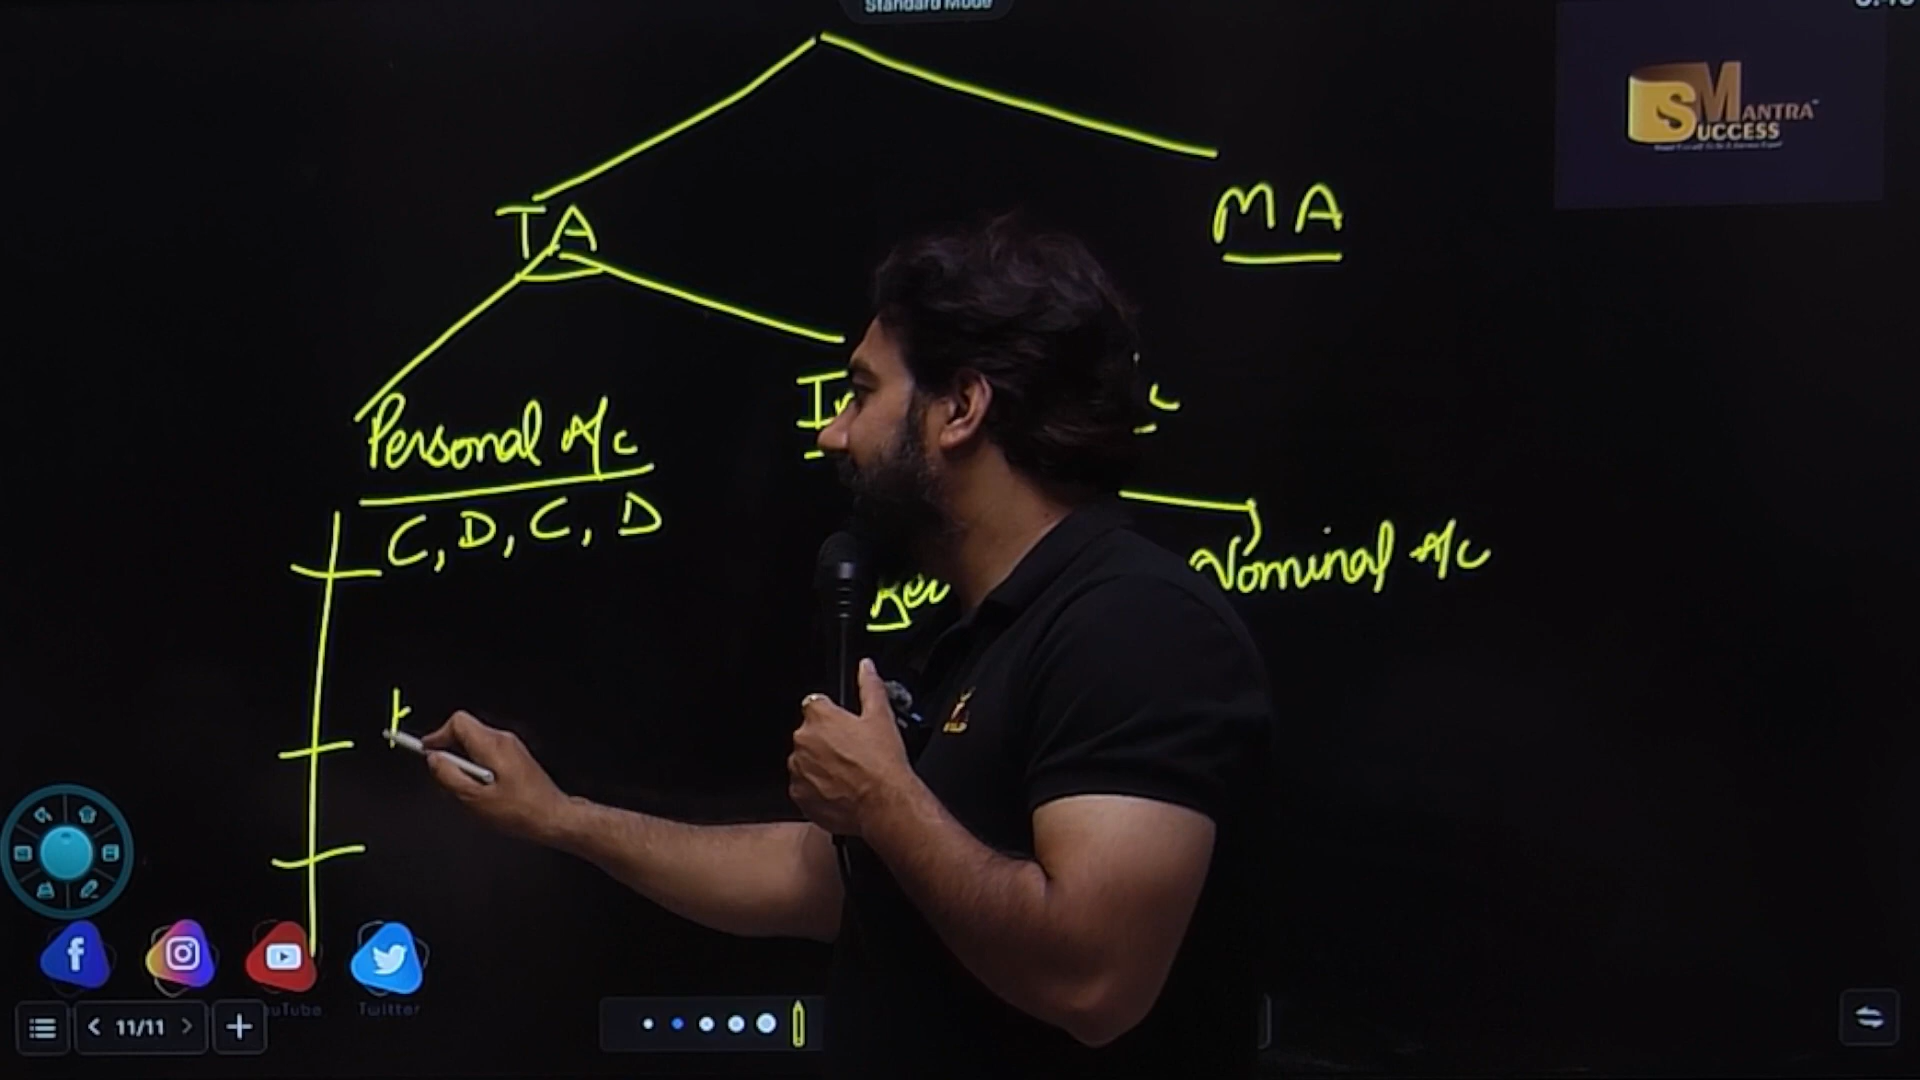 Standard Mode
SUCCESS MANTRA
TA
MA
Personal A/c
C, D, C, D
Nominal A/c
Twitter
11/11